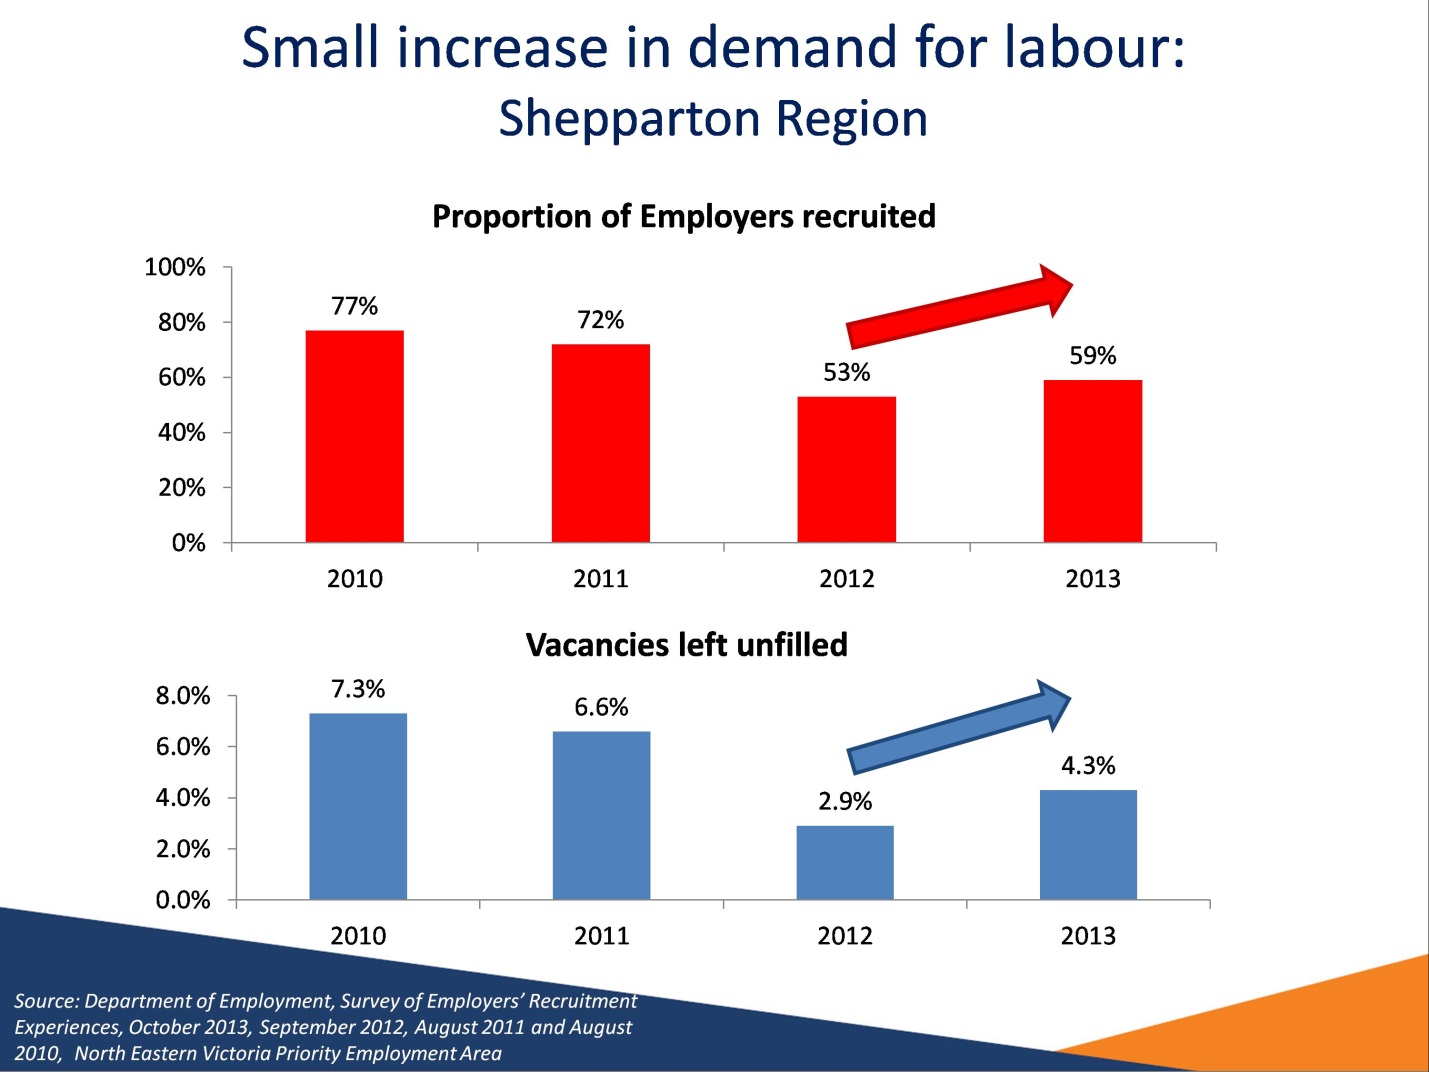 Small increase in demand for labour:
Shepparton Region
Proportion of Employers recruited
100%
80%
60%
40%
20%
0%
77%
72%
53%
59%
2010 2011 2012 2013
Vacancies left unfilled
8.0%
6.0%
4.0%
2.0%
0.0%
7.3%
6.6%
2.9%
4.3%
2010 2011 2012 2013
Source: Department of Employment, Survey of Employers’ Recruitment
Experiences, October 2013, September 2012, August 2011 and August
2010, North Eastern Victoria Priority Employment Area